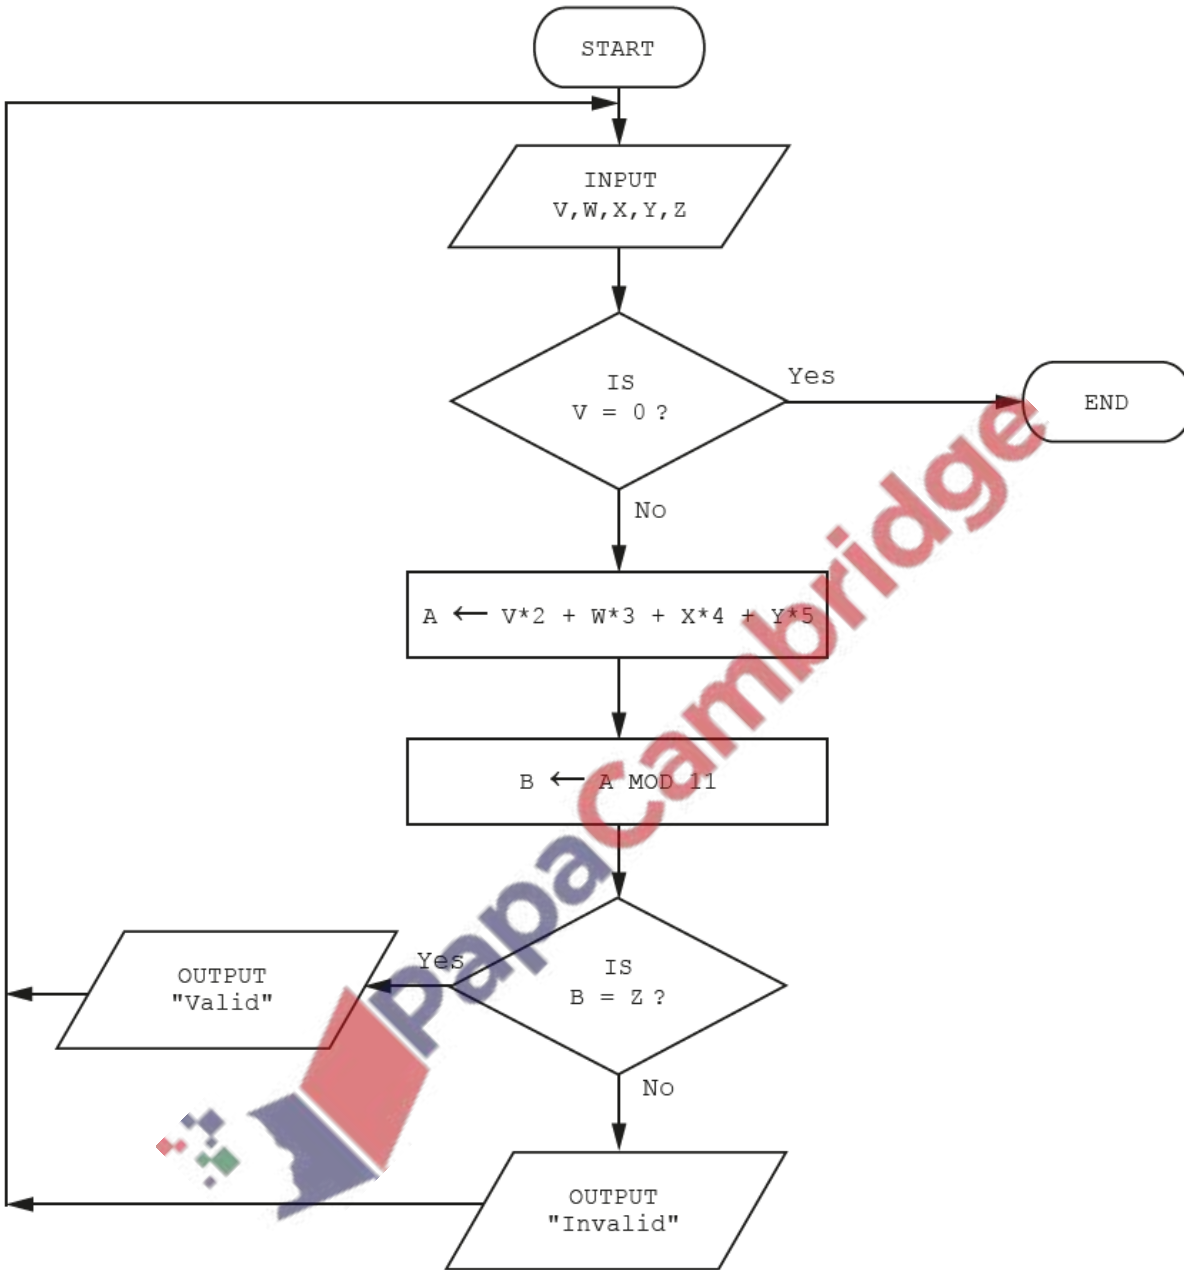 START
INPUT
V,W,X,Y,Z
IS
V = 0 ?
Yes
END
No
A ← V*2 + W*3 + X*4 + Y*5
B ← A MOD 11
IS
B = Z ?
Yes
OUTPUT
"Valid"
No
OUTPUT
"Invalid"
PapaCambridge